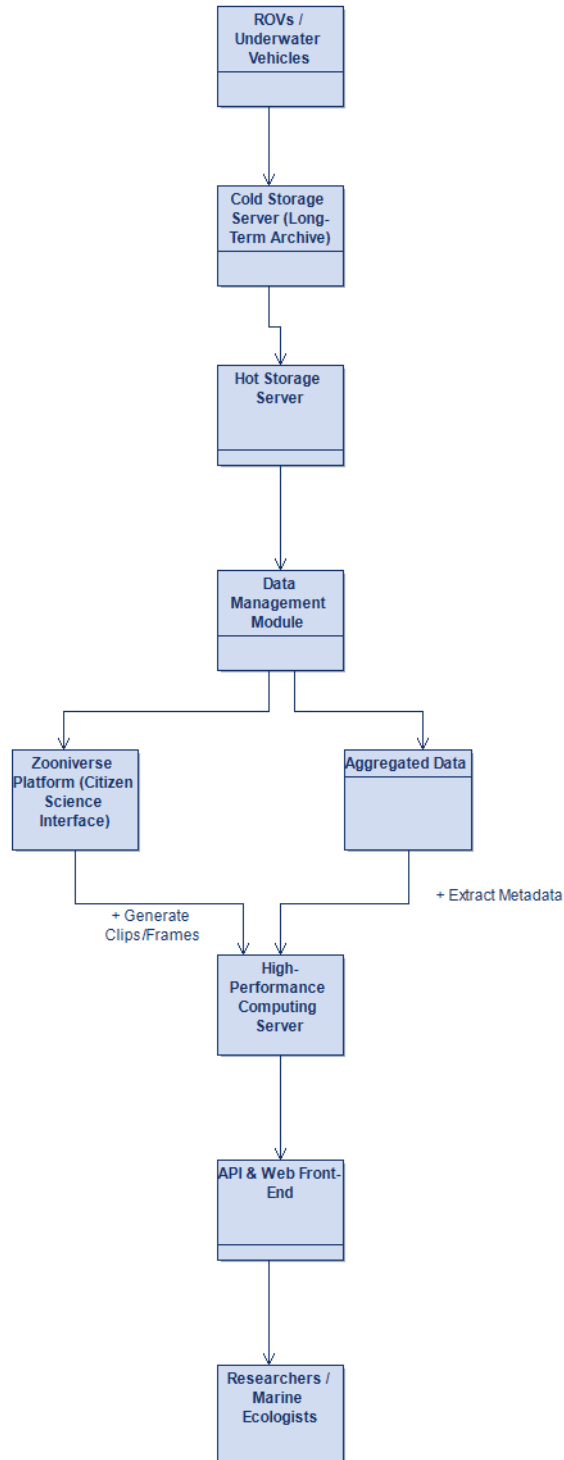 ROVs /
Underwater
Vehicles
Cold Storage
Server (Long-
Term Archive)
Hot Storage
Server
Data
Management
Module
Zooniverse
Platform (Citizen
Science
Interface)
Aggregated Data
+ Generate
Clips/Frames
+ Extract Metadata
High-
Performance
Computing
Server
API & Web Front-
End
Researchers /
Marine
Ecologists